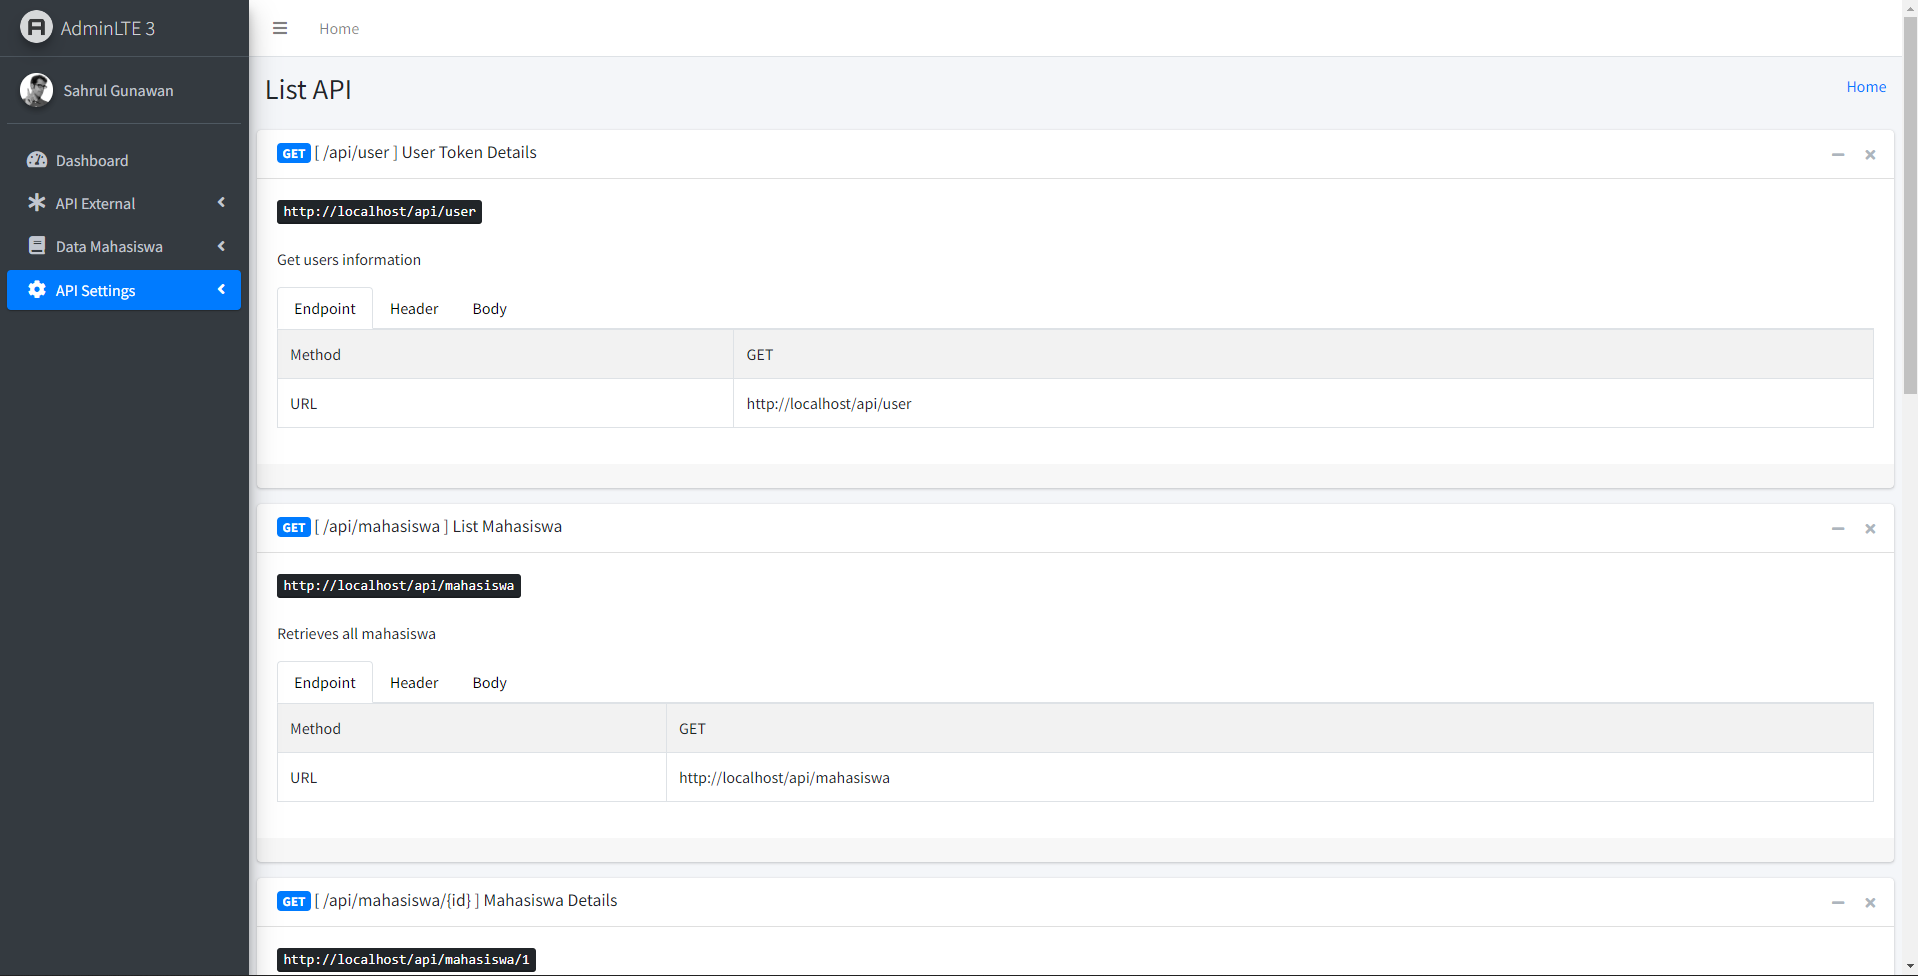 AdminLTE 3
Home
Sahrul Gunawan
Dashboard
API External
Data Mahasiswa
API Settings
List API
Home
GET [ /api/user ] User Token Details
http://localhost/api/user
Get users information
Endpoint Header Body
Method GET
URL http://localhost/api/user
GET [ /api/mahasiswa ] List Mahasiswa
http://localhost/api/mahasiswa
Retrieves all mahasiswa
Endpoint Header Body
Method GET
URL http://localhost/api/mahasiswa
GET [ /api/mahasiswa/{id} ] Mahasiswa Details
http://localhost/api/mahasiswa/1